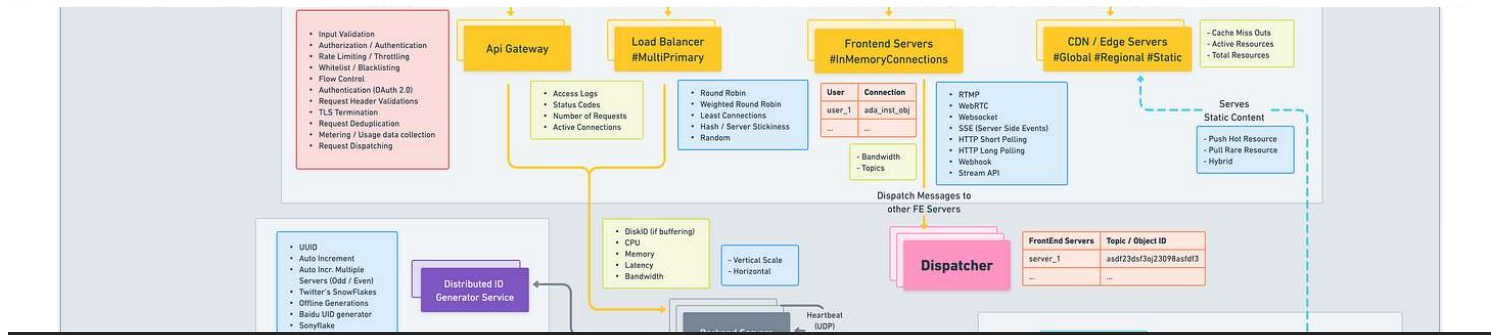 • Input Validation
• Authorization / Authentication
• Rate Limiting / Throttling
• Whitelist / Blacklisting
• Flow Control
• Authentication (OAuth 2.0)
• Request Header Validations
• TLS Termination
• Request Deduplication
• Metering / Usage data collection
• Request Dispatching
Api Gateway
• Access Logs
• Status Codes
• Number of Requests
• Active Connections
Load Balancer
#MultiPrimary
• Round Robin
• Weighted Round Robin
• Least Connections
• Hash / Server Stickiness
• Random
Frontend Servers
#InMemoryConnections
User Connection
user_1 ada_inst_obj
... ...
- Bandwidth
- Topics
• RTMP
• WebRTC
• Websocket
• SSE (Server Side Events)
• HTTP Short Polling
• HTTP Long Polling
• Webhook
• Stream API
CDN / Edge Servers
#Global #Regional #Static
- Cache Miss Outs
- Active Resources
- Total Resources
Serves
Static Content
- Push Hot Resource
- Pull Rare Resource
- Hybrid
Dispatch Messages to
other FE Servers
• UUID
• Auto Increment
• Auto Incr. Multiple
Servers (Odd / Even)
• Twitter's SnowFlakes
• Offline Generations
• Baidu UID generator
• Sonyflake
Distributed ID
Generator Service
• DiskIO (if buffering)
• CPU
• Memory
• Latency
• Bandwidth
- Vertical Scale
- Horizontal
Dispatcher
FrontEnd Servers Topic / Object ID
server_1 asdf23dsf3oj23098asfdf3
... ...
Backend Servers
Heartbeat
(UDP)